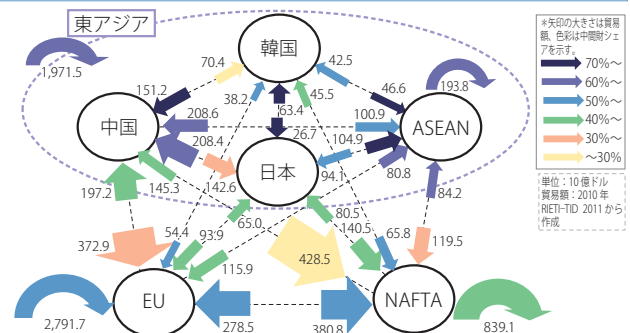 東アジア
韓国
1,971.5
70.4
42.5
151.2
38.2
45.5
46.6
193.8
63.4
208.6
100.9
中国
ASEAN
26.7
208.4
104.9
日本
94.1
80.8
142.6
145.3
197.2
84.2
65.0
80.5
54.4
93.9
140.5
65.8
119.5
372.9
115.9
428.5
EU
NAFTA
2,791.7
278.5
380.8
839.1
*矢印の大きさは貿易
額、色彩は中間財シェ
アを示す。
70%~
60%~
50%~
40%~
30%~
~30%
単位:10億ドル
貿易額:2010年
RIETI-TID 2011から
作成